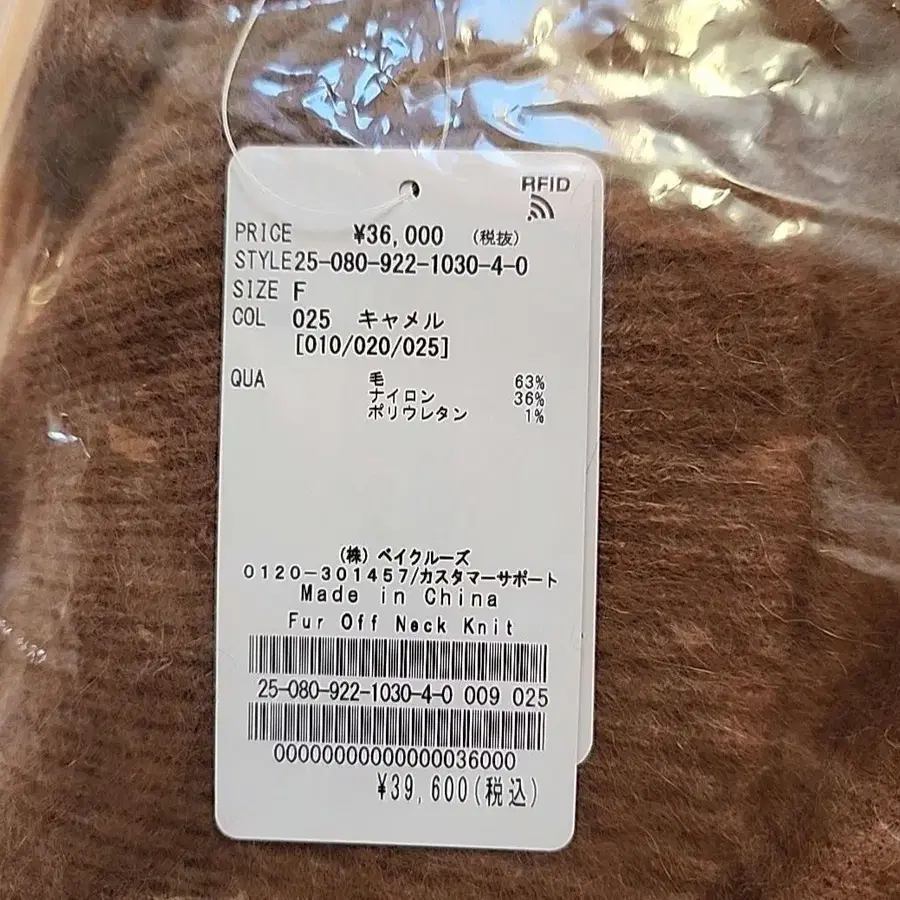 RFID
PRICE ¥36,000 (税抜)
STYLE25-080-922-1030-4-0
SIZE F
COL 025 キャメル
[010/020/025]
QUA 毛 63%
ナイロン 36%
ポリウレタン 1%
(株) ベイクルーズ
0120-301457/カスタマーサポート
Made in China
Fur Off Neck Knit
25-080-922-1030-4-0 009 025
00000000000000036000
¥39,600(税込)